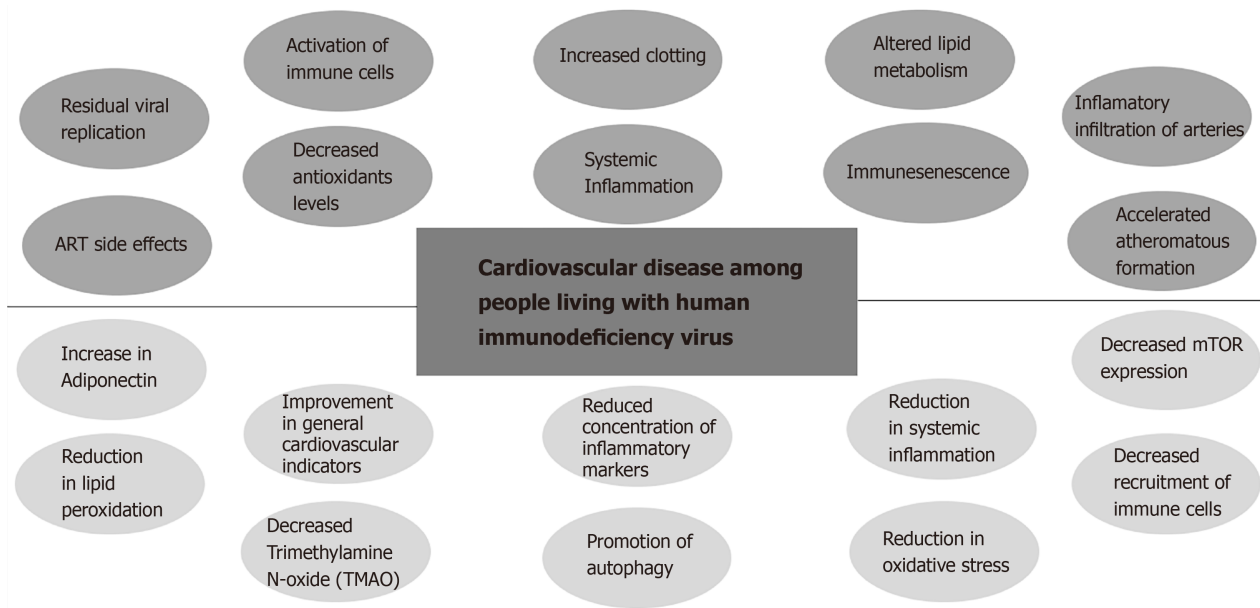 Residual viral
replication
ART side effects
Activation of
immune cells
Decreased
antioxidants
levels
Increased clotting
Systemic
Inflammation
Altered lipid
metabolism
Immunesenescence
Inflamatory
infiltration of arteries
Accelerated
atheromatous
formation
Cardiovascular disease among
people living with human
immunodeficiency virus
Increase in
Adiponectin
Reduction
in lipid
peroxidation
Improvement
in general
cardiovascular
indicators
Decreased
Trimethylamine
N-oxide (TMAO)
Reduced
concentration of
inflammatory
markers
Promotion of
autophagy
Reduction
in systemic
inflammation
Reduction in
oxidative stress
Decreased mTOR
expression
Decreased
recruitment of
immune cells